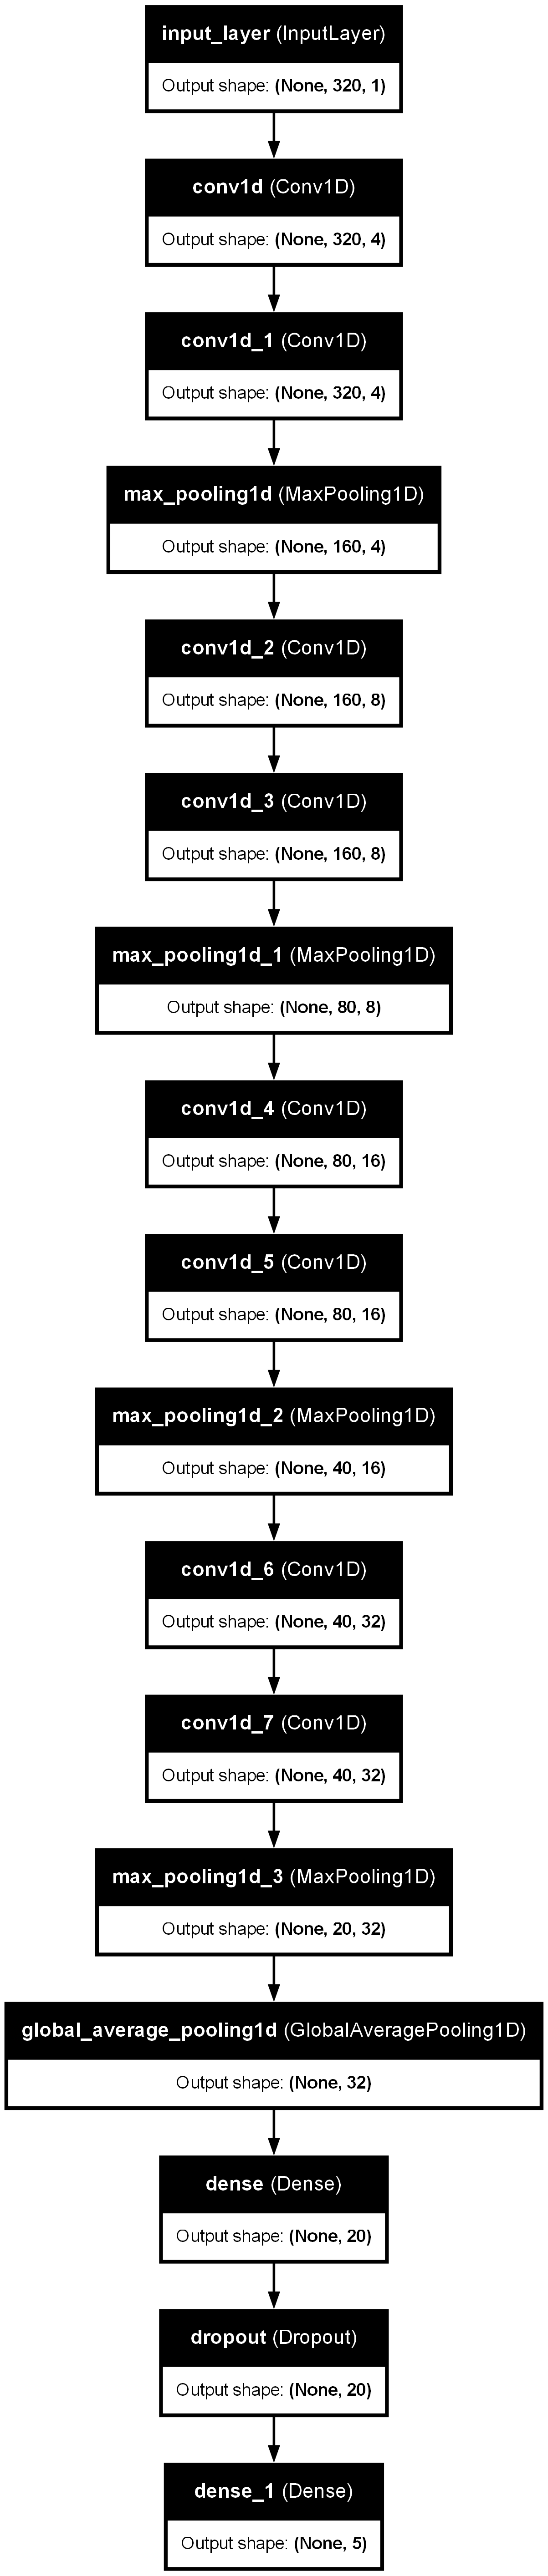 input_layer (InputLayer)
Output shape: (None, 320, 1)
conv1d (Conv1D)
Output shape: (None, 320, 4)
conv1d_1 (Conv1D)
Output shape: (None, 320, 4)
max_pooling1d (MaxPooling1D)
Output shape: (None, 160, 4)
conv1d_2 (Conv1D)
Output shape: (None, 160, 8)
conv1d_3 (Conv1D)
Output shape: (None, 160, 8)
max_pooling1d_1 (MaxPooling1D)
Output shape: (None, 80, 8)
conv1d_4 (Conv1D)
Output shape: (None, 80, 16)
conv1d_5 (Conv1D)
Output shape: (None, 80, 16)
max_pooling1d_2 (MaxPooling1D)
Output shape: (None, 40, 16)
conv1d_6 (Conv1D)
Output shape: (None, 40, 32)
conv1d_7 (Conv1D)
Output shape: (None, 40, 32)
max_pooling1d_3 (MaxPooling1D)
Output shape: (None, 20, 32)
global_average_pooling1d (GlobalAveragePooling1D)
Output shape: (None, 32)
dense (Dense)
Output shape: (None, 20)
dropout (Dropout)
Output shape: (None, 20)
dense_1 (Dense)
Output shape: (None, 5)